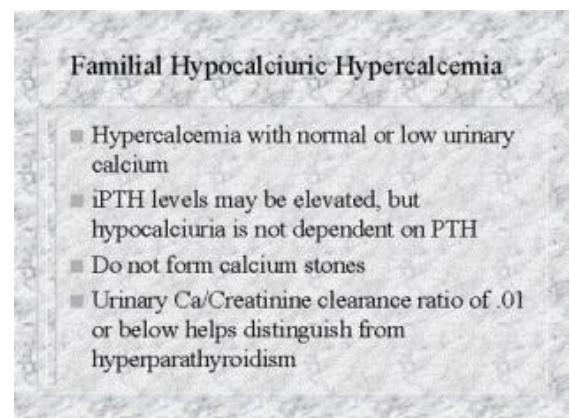 Familial Hypocalciuric Hypercalcemia
Hypercalcemia with normal or low urinary
calcium
iPTH levels may be elevated, but
hypocalciuria is not dependent on PTH
Do not form calcium stones
Urinary Ca/Creatinine clearance ratio of .01
or below helps distinguish from
hyperparathyroidism